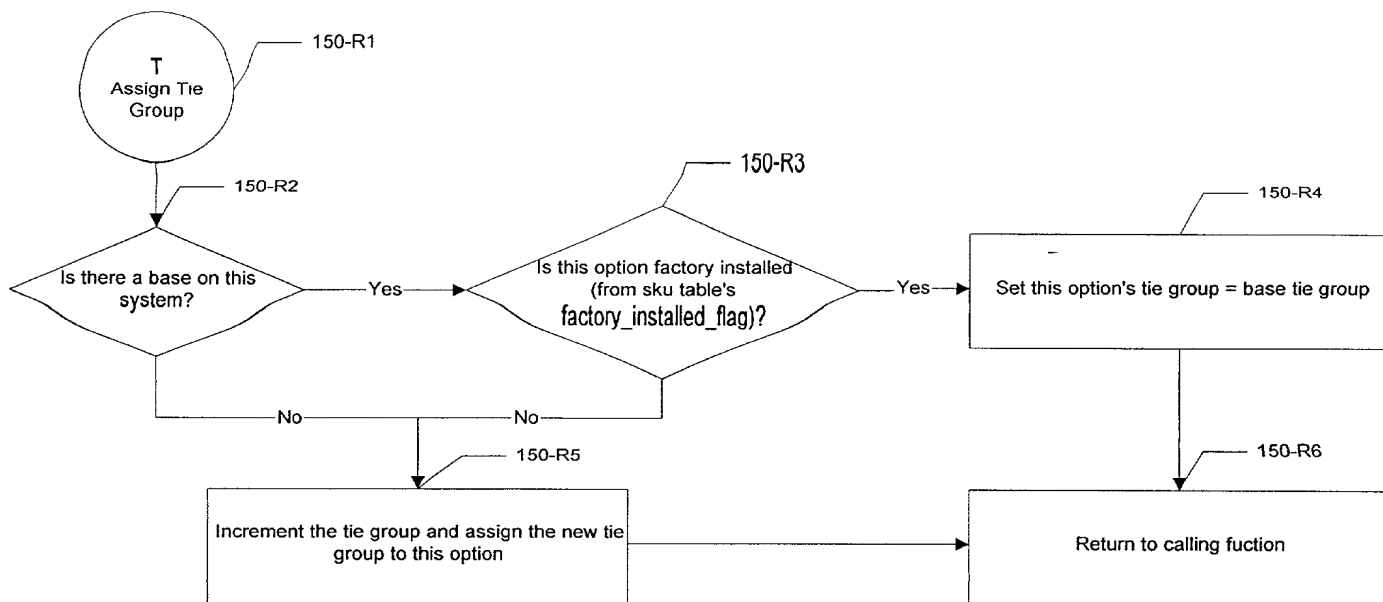 150-R1
T
Assign Tie
Group
150-R2
150-R3
150-R4
Is there a base on this
system?
Yes
Is this option factory installed
(from sku table's
factory_installed_flag)?
Yes
Set this option's tie group = base tie group
No
No
150-R5
150-R6
Increment the tie group and assign the new tie
group to this option
Return to calling fuction